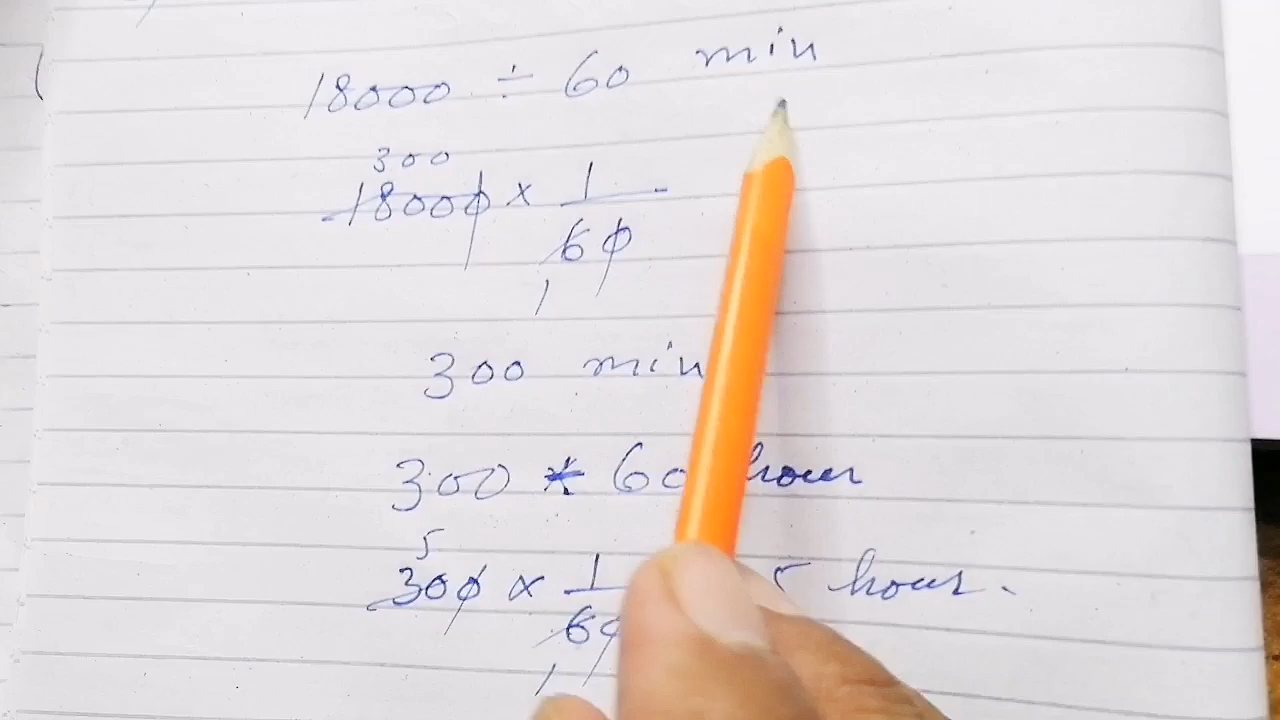 18000 ÷ 60 min
300
18000 × 1
60
1
300 min
300 * 60 hour
5
300 × 1 5 hour.
60
1